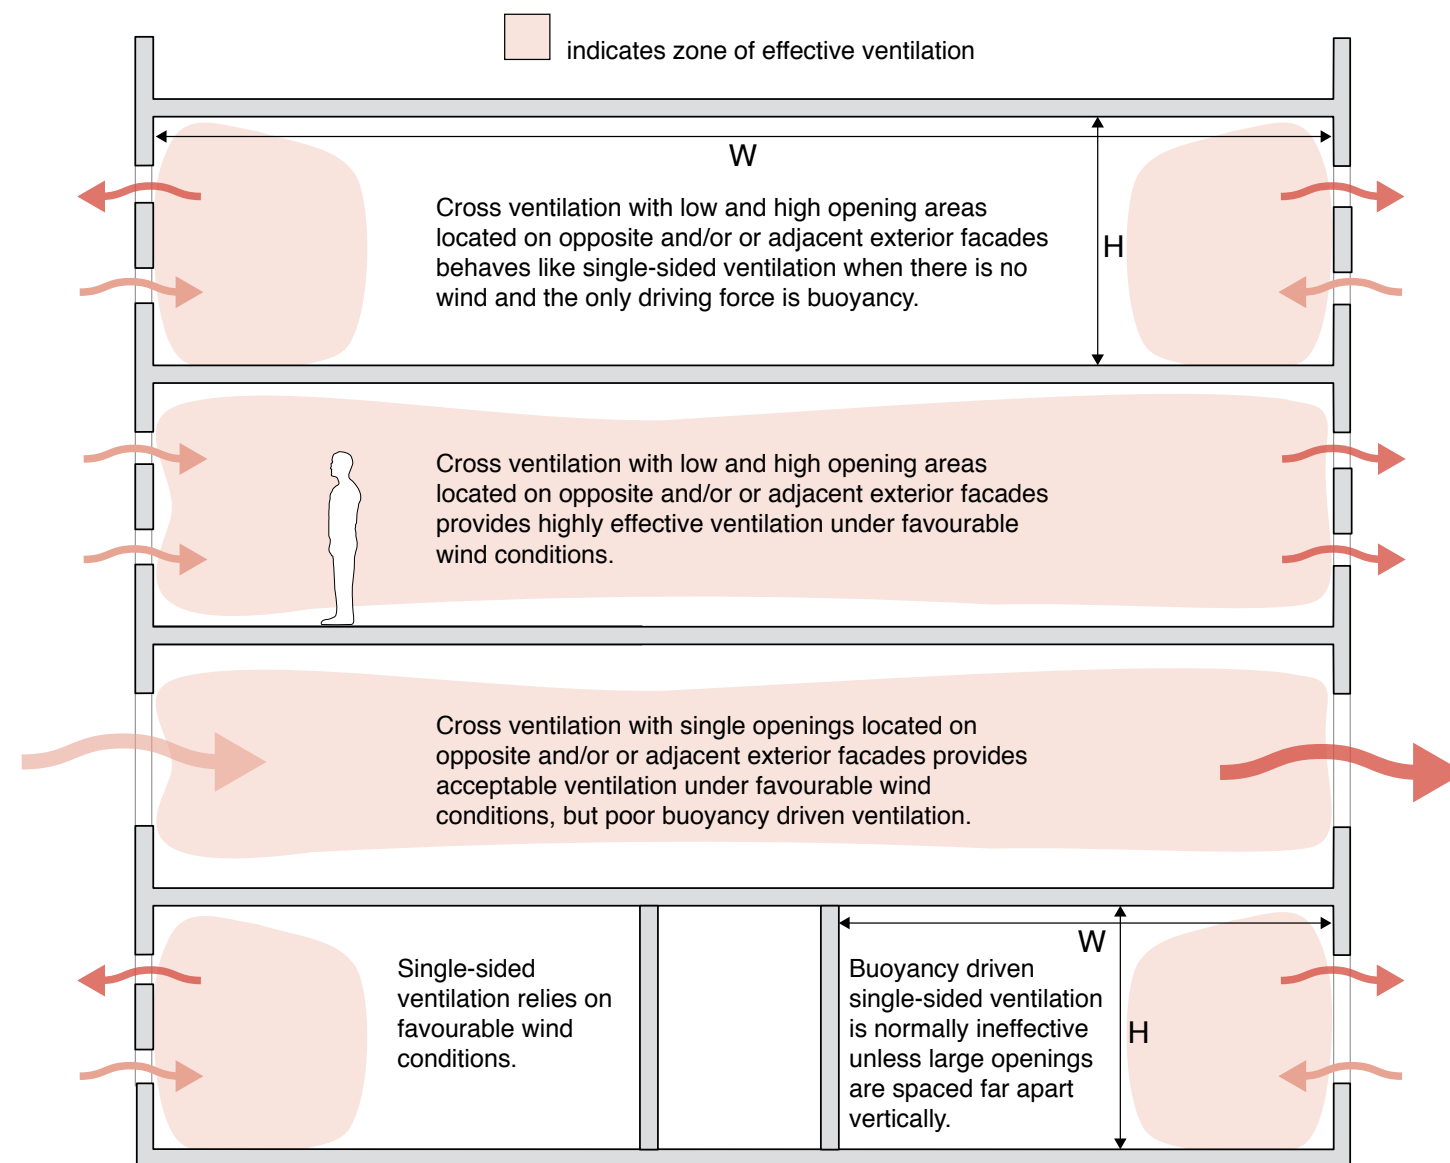 indicates zone of effective ventilation
W
Cross ventilation with low and high opening areas
located on opposite and/or or adjacent exterior facades
behaves like single-sided ventilation when there is no
wind and the only driving force is buoyancy.
H
Cross ventilation with low and high opening areas
located on opposite and/or or adjacent exterior facades
provides highly effective ventilation under favourable
wind conditions.
Cross ventilation with single openings located on
opposite and/or or adjacent exterior facades provides
acceptable ventilation under favourable wind
conditions, but poor buoyancy driven ventilation.
Single-sided
ventilation relies on
favourable wind
conditions.
W
Buoyancy driven
single-sided ventilation
is normally ineffective
unless large openings
are spaced far apart
vertically.
H